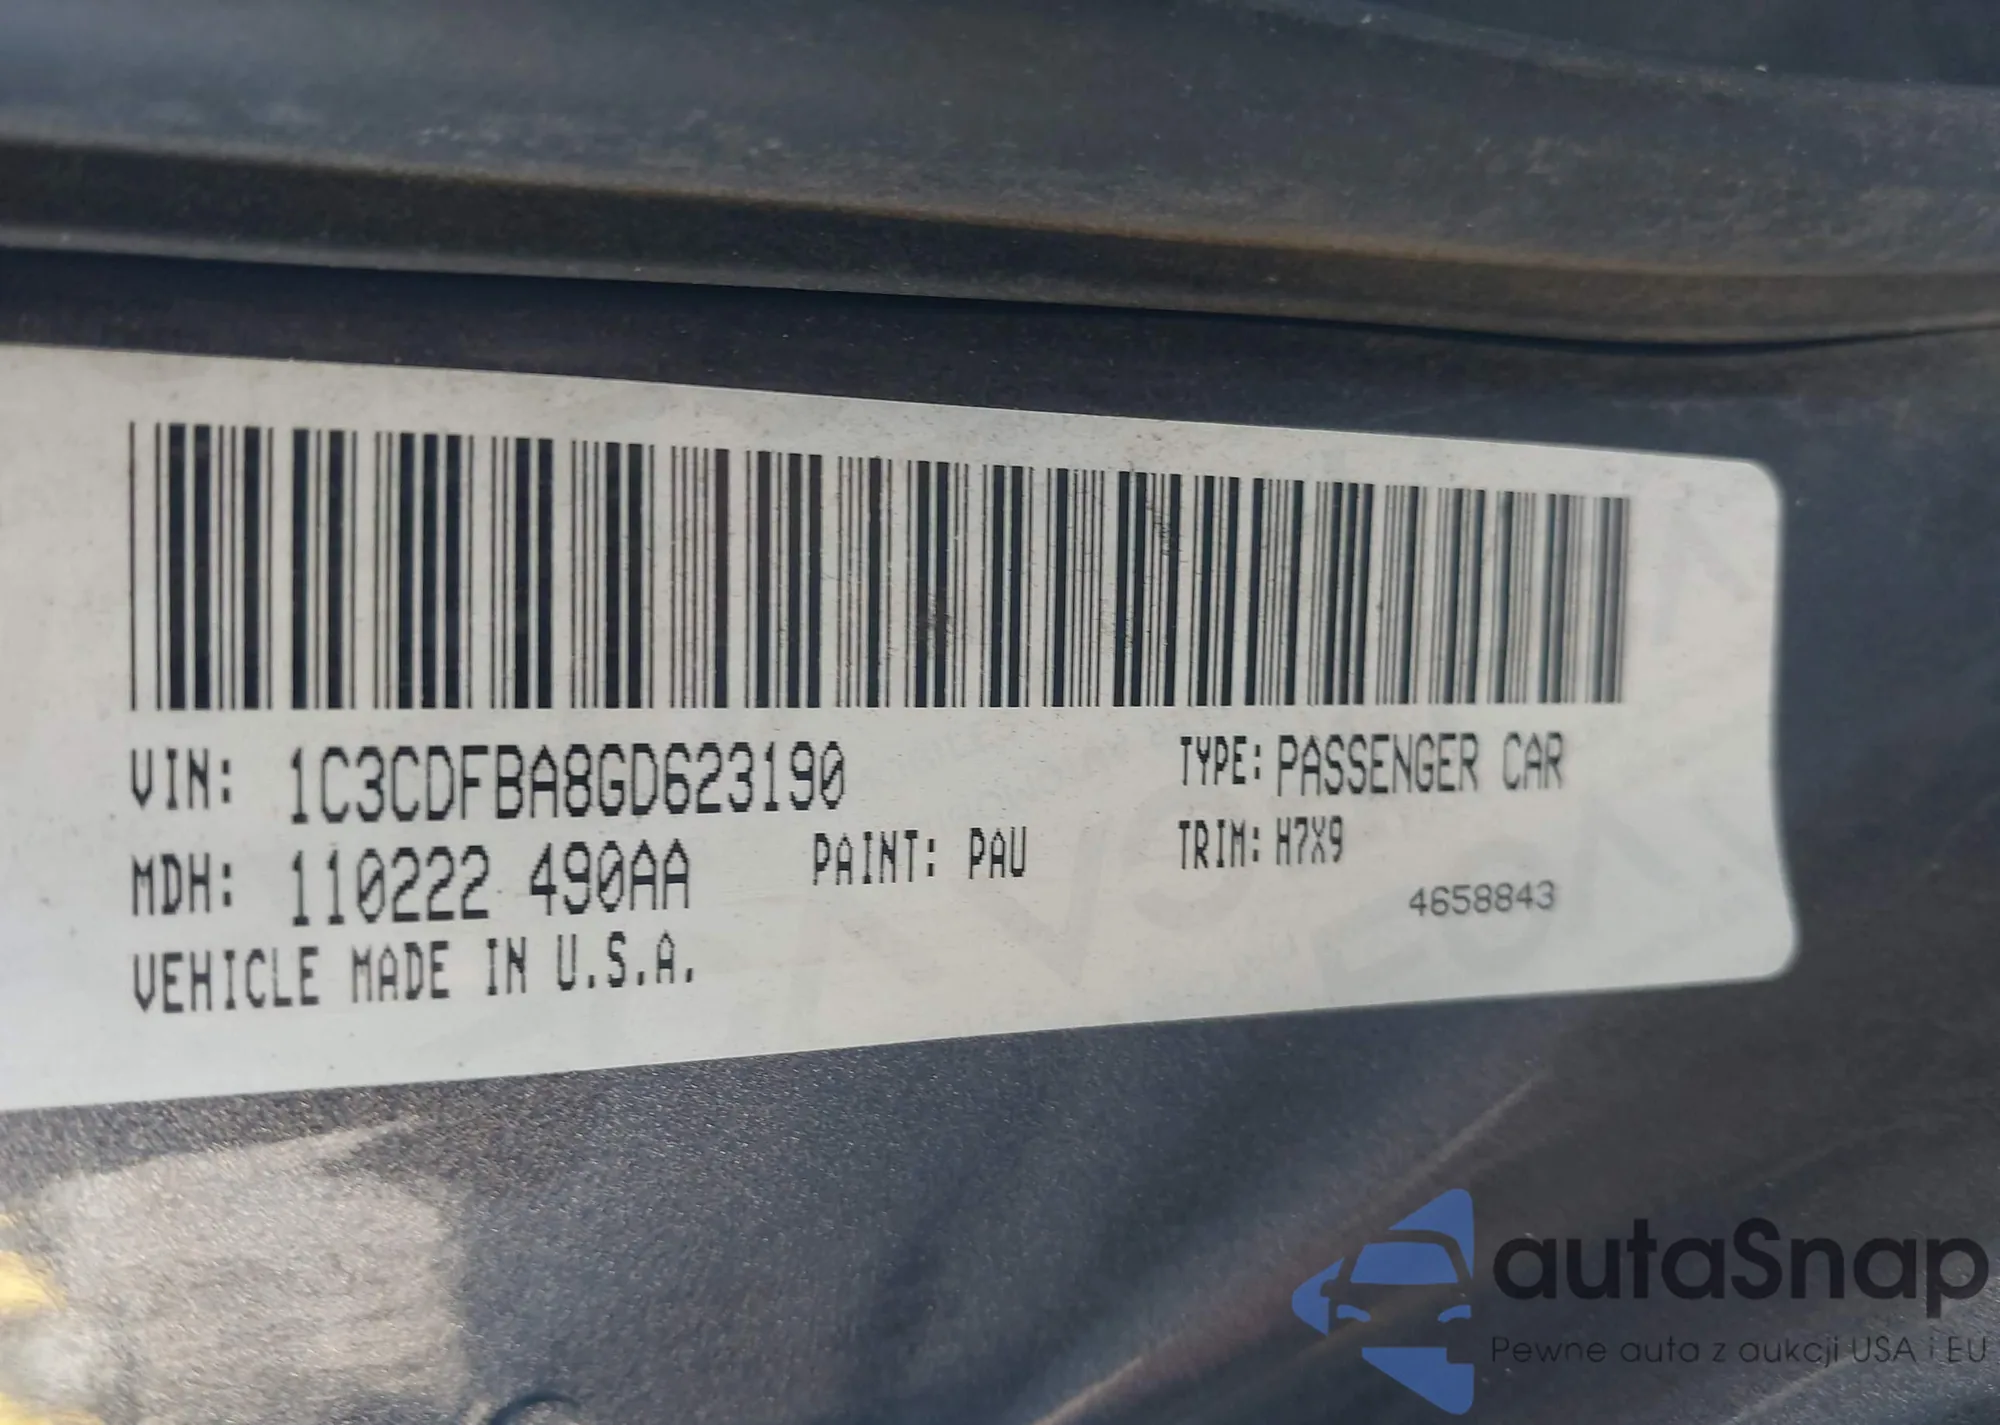 VIN: 1C3CDFBA8GD623190 TYPE: PASSENGER CAR
MDH: 110222 490AA PAINT: PAU TRIM: H7X9
4658843
VEHICLE MADE IN U.S.A.
autaSnap
Pewne auta z aukcji USA i EU